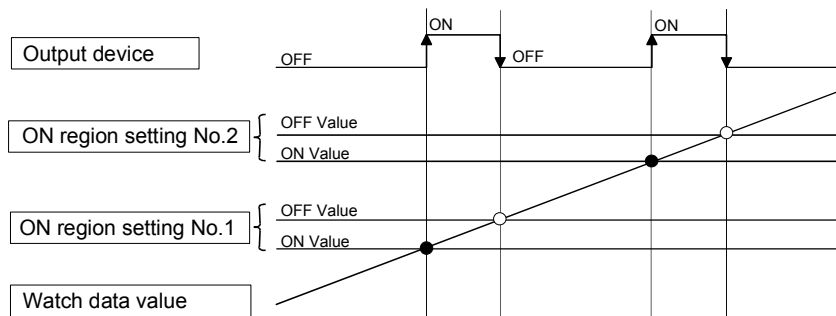 ON
ON
Output device
OFF
OFF
OFF Value
ON region setting No.2
ON Value
OFF Value
ON region setting No.1
ON Value
Watch data value